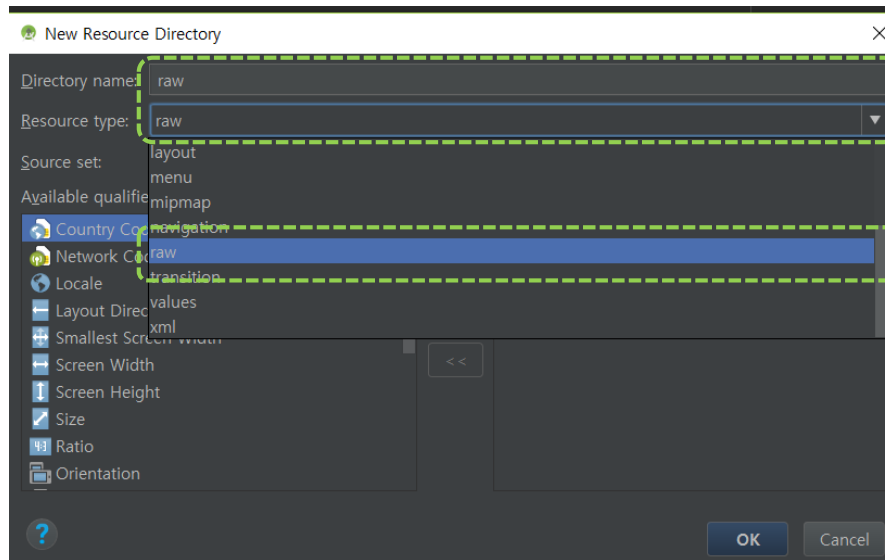 New Resource Directory
Directory name: raw
Resource type: raw
Source set:
layout
menu
Available qualifie
mipmap
Country Co
navigation
Network Co
raw
Locale
transition
Layout Direc
values
Smallest Screen Width
xml
Screen Width
<<
Screen Height
Size
Ratio
Orientation
?
OK
Cancel